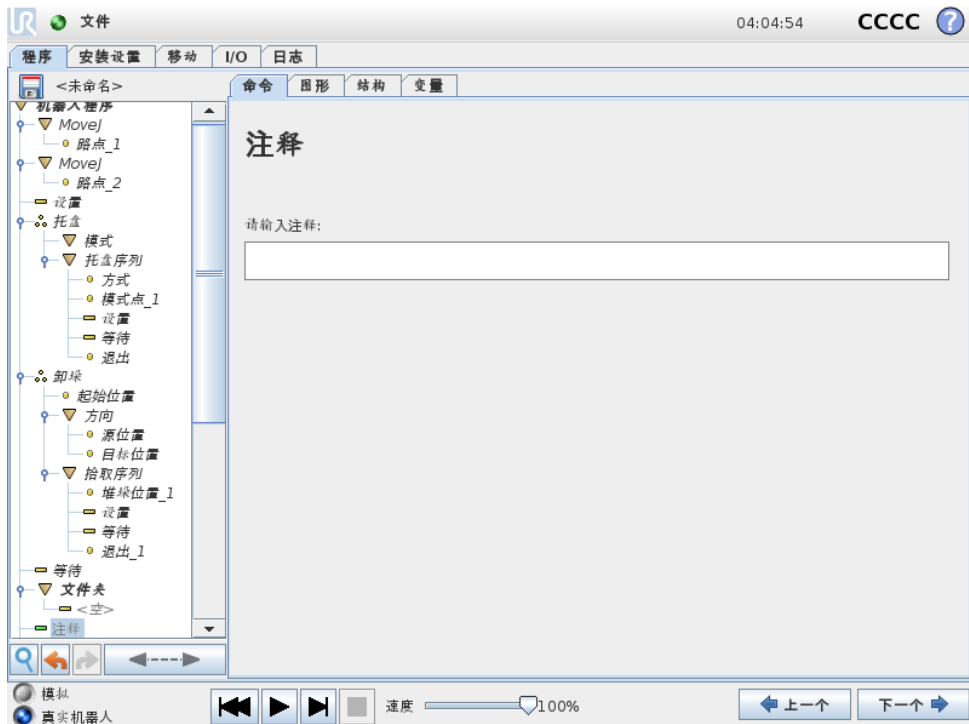 UR 文件 04:04:54 CCCC ?
程序 安装设置 移动 I/O 日志
<未命名> 命令 图形 结构 变量
机器人程序
MoveJ
路点_1
MoveJ
路点_2
设置
托盘
模式
托盘序列
方式
模式点_1
设置
等待
退出
卸垛
起始位置
方向
源位置
目标位置
拾取序列
堆垛位置_1
设置
等待
退出_1
等待
文件夹
<空>
注释
注释
请输入注释:
模拟
真实机器人
速度 100% 上一个 下一个